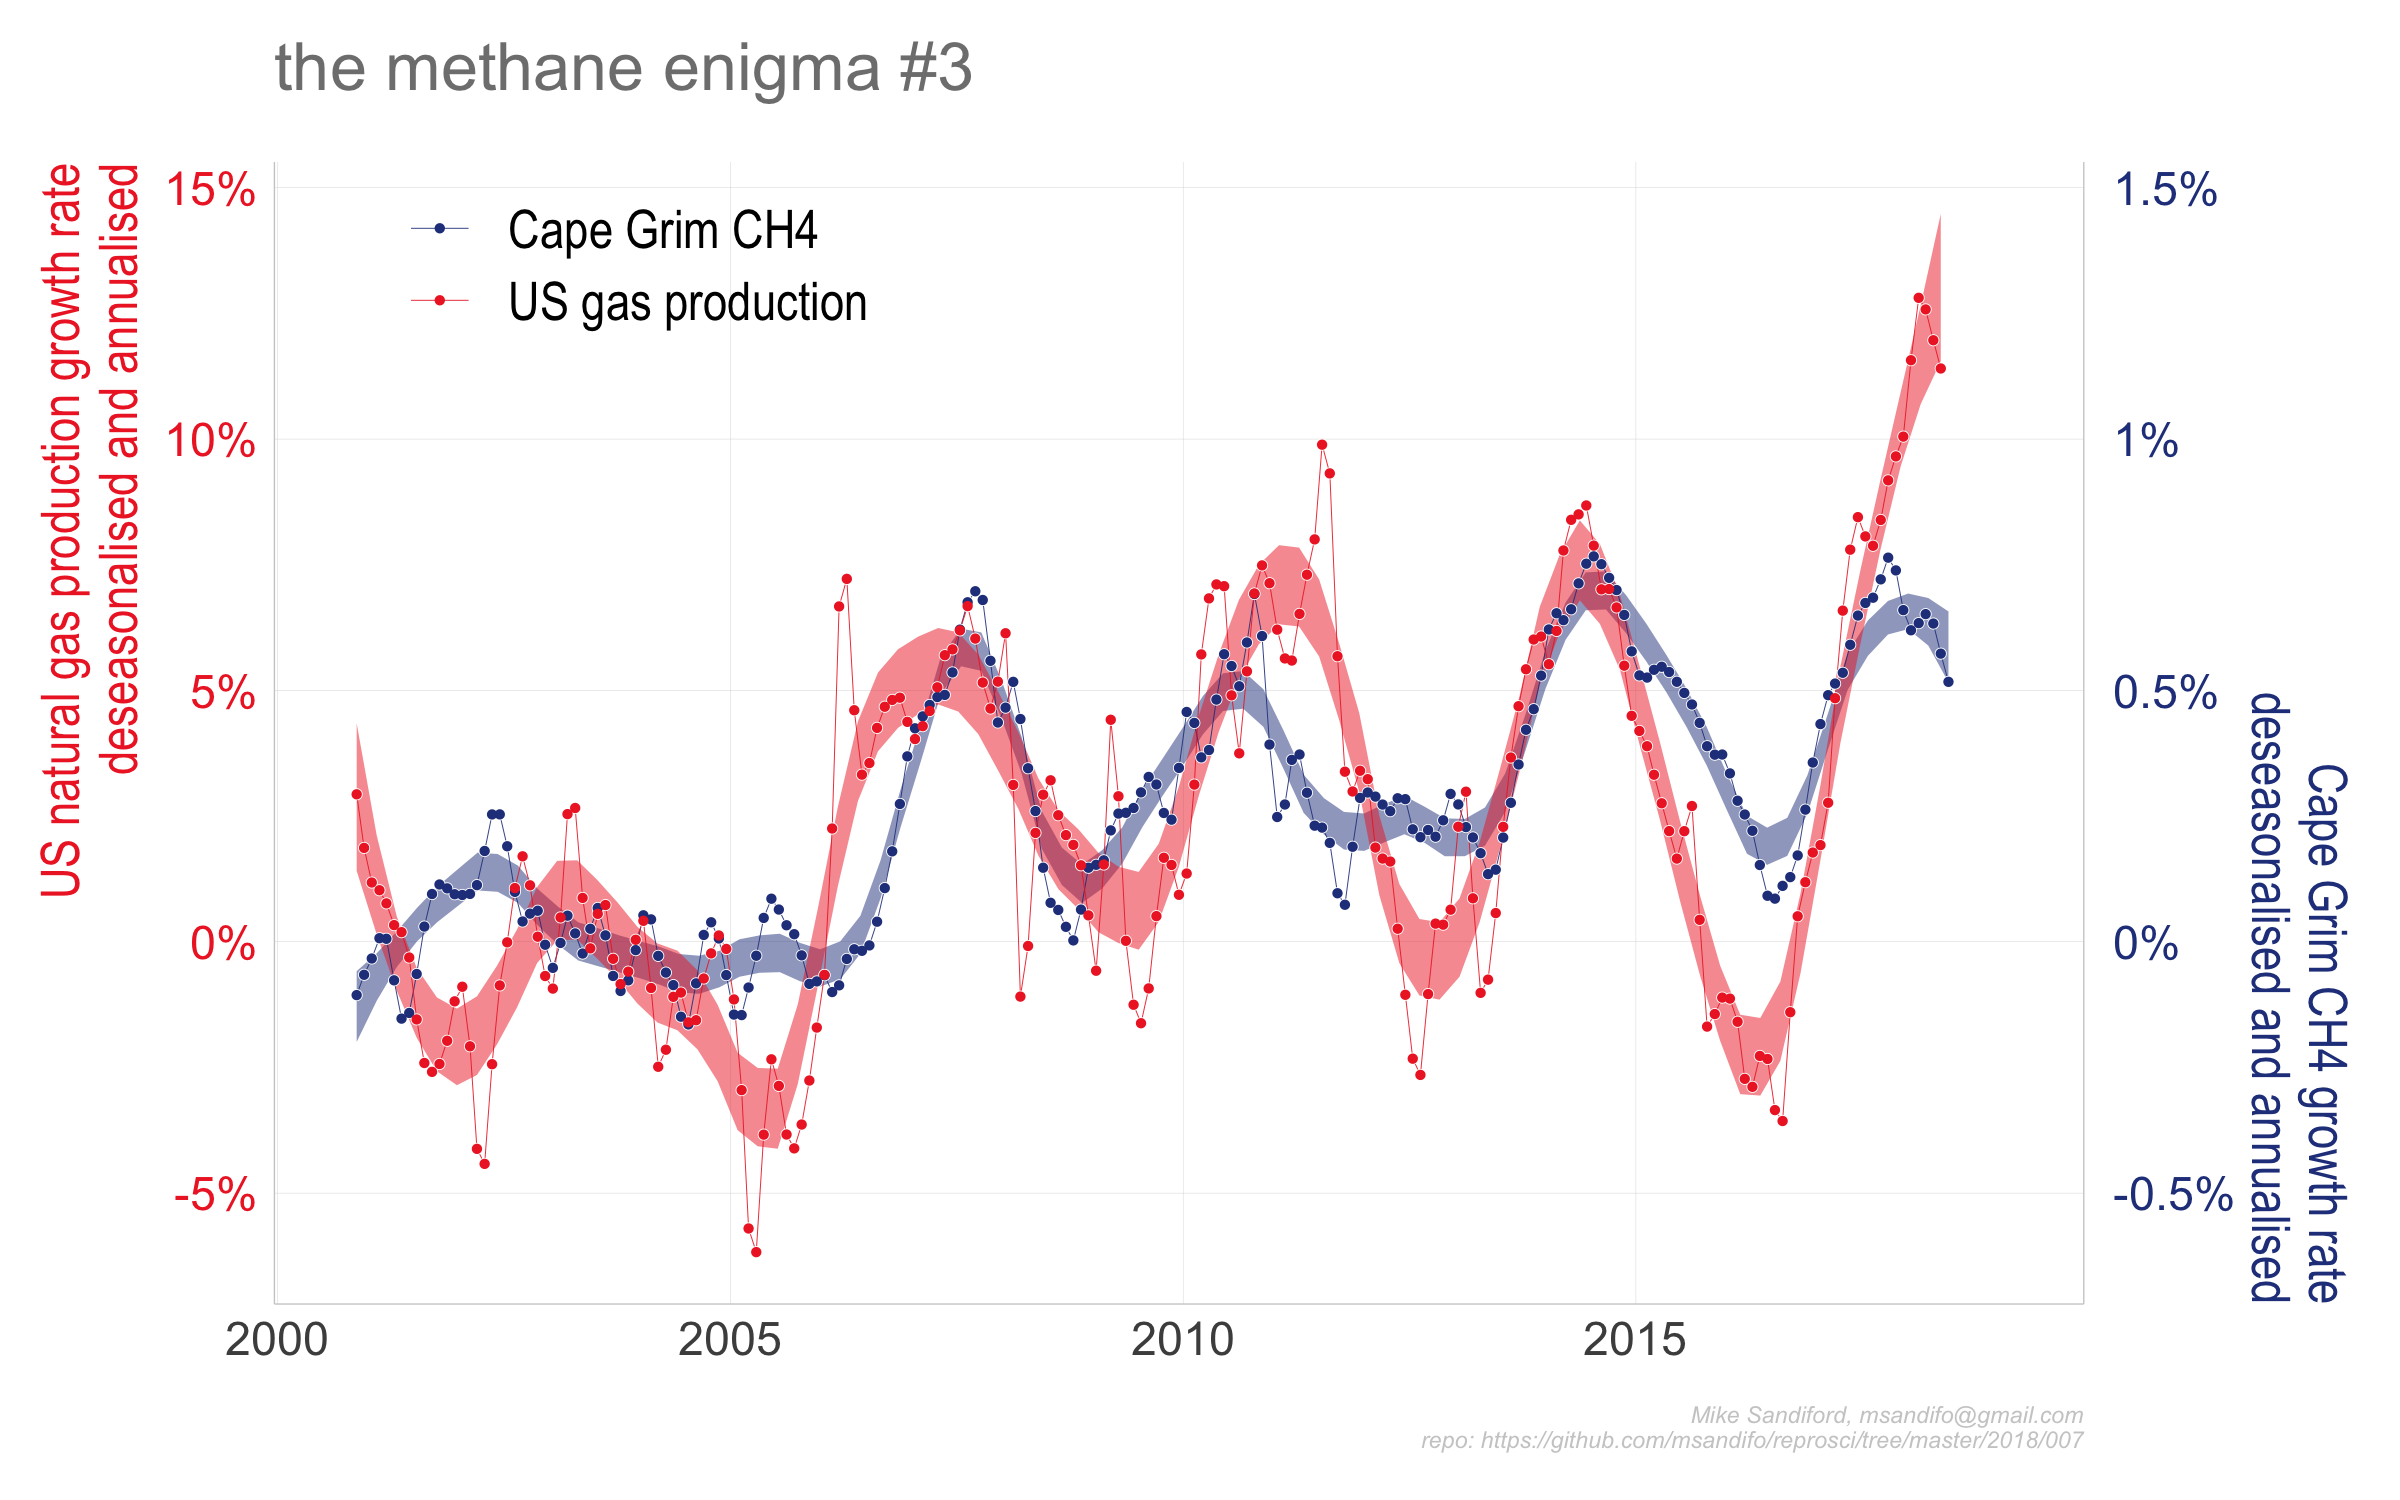 the methane enigma #3
US natural gas production growth rate
deseasonalised and annualised
15%
10%
5%
0%
-5%
Cape Grim CH4
US gas production
1.5%
1%
0.5%
0%
-0.5%
Cape Grim CH4 growth rate
deseasonalised and annualised
2000
2005
2010
2015
Mike Sandiford, msandifo@gmail.com
repo: https://github.com/msandifo/reprosci/tree/master/2018/007